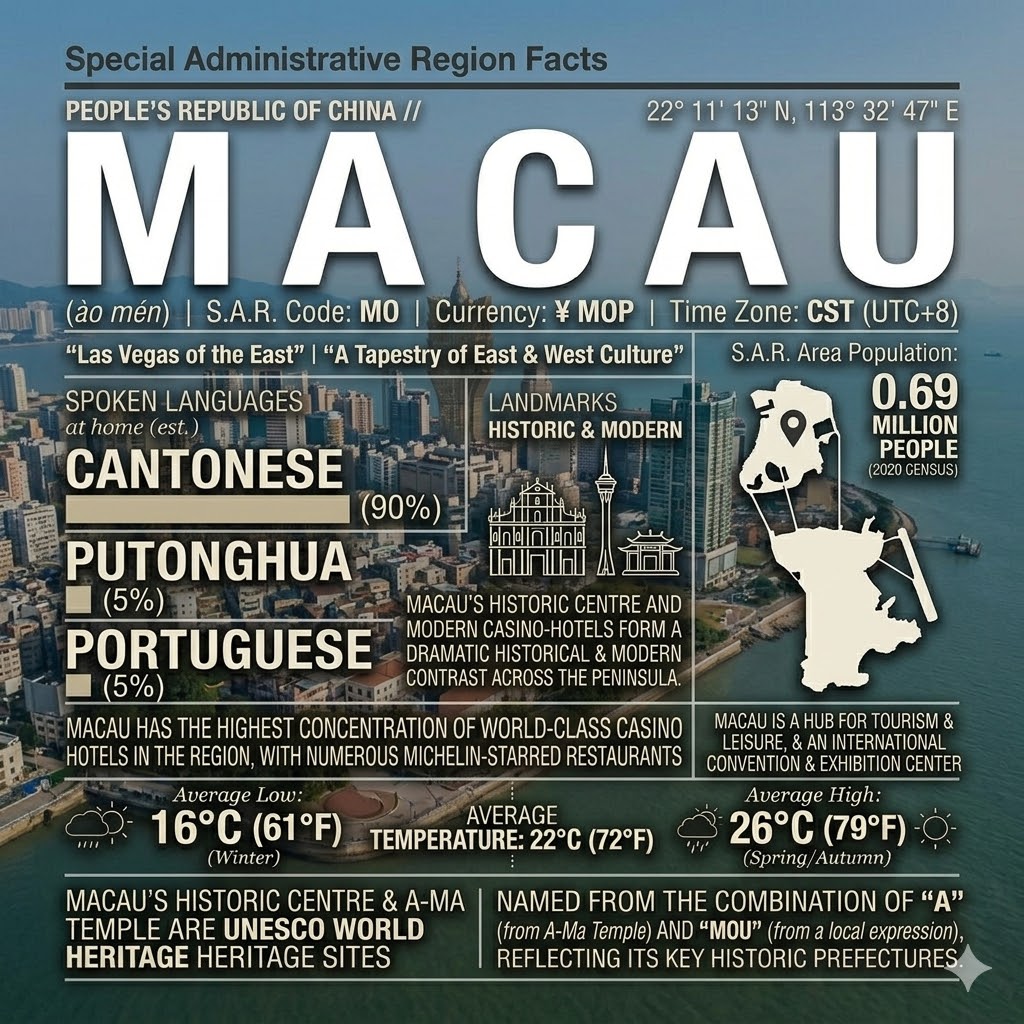 Special Administrative Region Facts
PEOPLE'S REPUBLIC OF CHINA //
22° 11' 13" N, 113° 32' 47" E
MACAU
(ào mén) | S.A.R. Code: MO | Currency: ¥ MOP | Time Zone: CST (UTC+8)
“Las Vegas of the East” | “A Tapestry of East & West Culture”
SPOKEN LANGUAGES
at home (est.)
CANTONESE
(90%)
PUTONGHUA
(5%)
PORTUGUESE
(5%)
LANDMARKS
HISTORIC & MODERN
MACAU'S HISTORIC CENTRE AND
MODERN CASINO-HOTELS FORM A
DRAMATIC HISTORICAL & MODERN
CONTRAST ACROSS THE PENINSULA.
S.A.R. Area Population:
0.69
MILLION
PEOPLE
(2020 CENSUS)
MACAU HAS THE HIGHEST CONCENTRATION OF WORLD-CLASS CASINO
HOTELS IN THE REGION, WITH NUMEROUS MICHELIN-STARRED RESTAURANTS
MACAU IS A HUB FOR TOURISM &
LEISURE, & AN INTERNATIONAL
CONVENTION & EXHIBITION CENTER
Average Low:
16°C (61°F)
(Winter)
AVERAGE
TEMPERATURE: 22°C (72°F)
Average High:
26°C (79°F)
(Spring/Autumn)
MACAU'S HISTORIC CENTRE & A-MA
TEMPLE ARE UNESCO WORLD
HERITAGE HERITAGE SITES
NAMED FROM THE COMBINATION OF “A”
(from A-Ma Temple) AND “MOU” (from a local expression),
REFLECTING ITS KEY HISTORIC PREFECTURES.